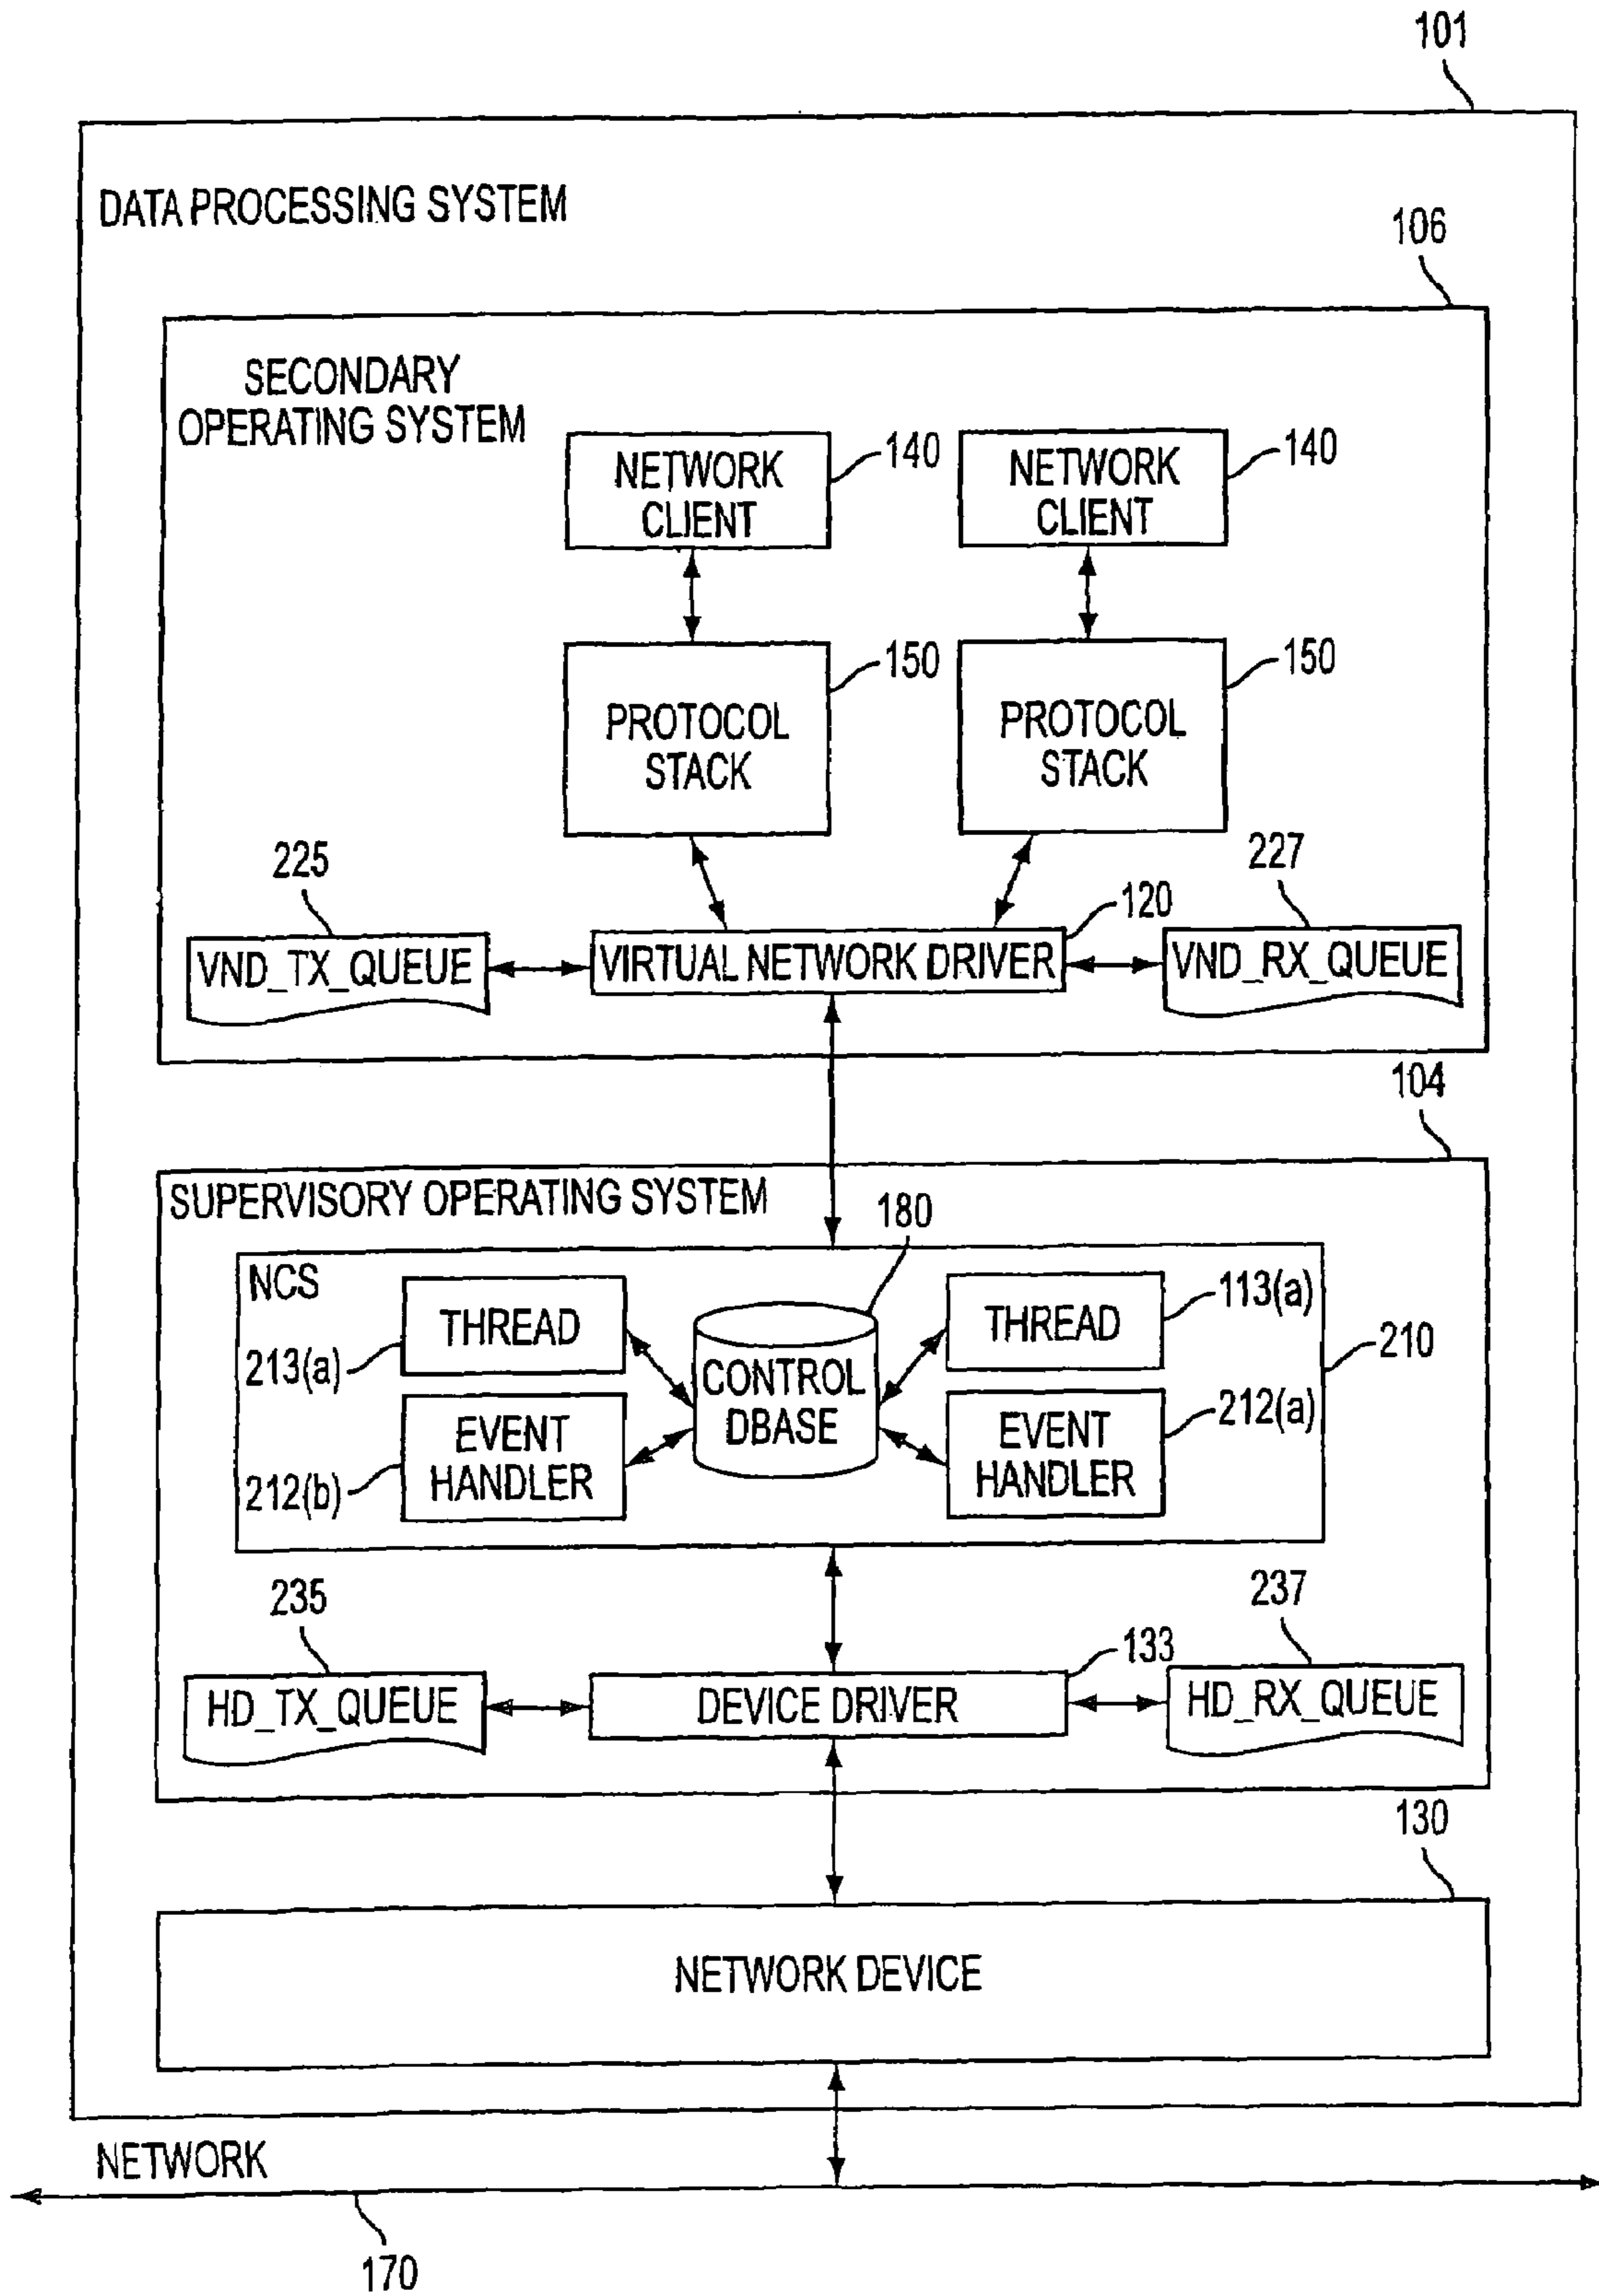 101
DATA PROCESSING SYSTEM
106
SECONDARY
OPERATING SYSTEM
NETWORK
CLIENT
140
NETWORK
CLIENT
140
150
PROTOCOL
STACK
150
PROTOCOL
STACK
225
VND_TX_QUEUE
120
VIRTUAL NETWORK DRIVER
227
VND_RX_QUEUE
104
SUPERVISORY OPERATING SYSTEM
180
NCS
THREAD
213(a)
THREAD
113(a)
210
CONTROL
DBASE
EVENT
HANDLER
212(b)
EVENT
HANDLER
212(a)
235
HD_TX_QUEUE
133
DEVICE DRIVER
237
HD_RX_QUEUE
130
NETWORK DEVICE
NETWORK
170